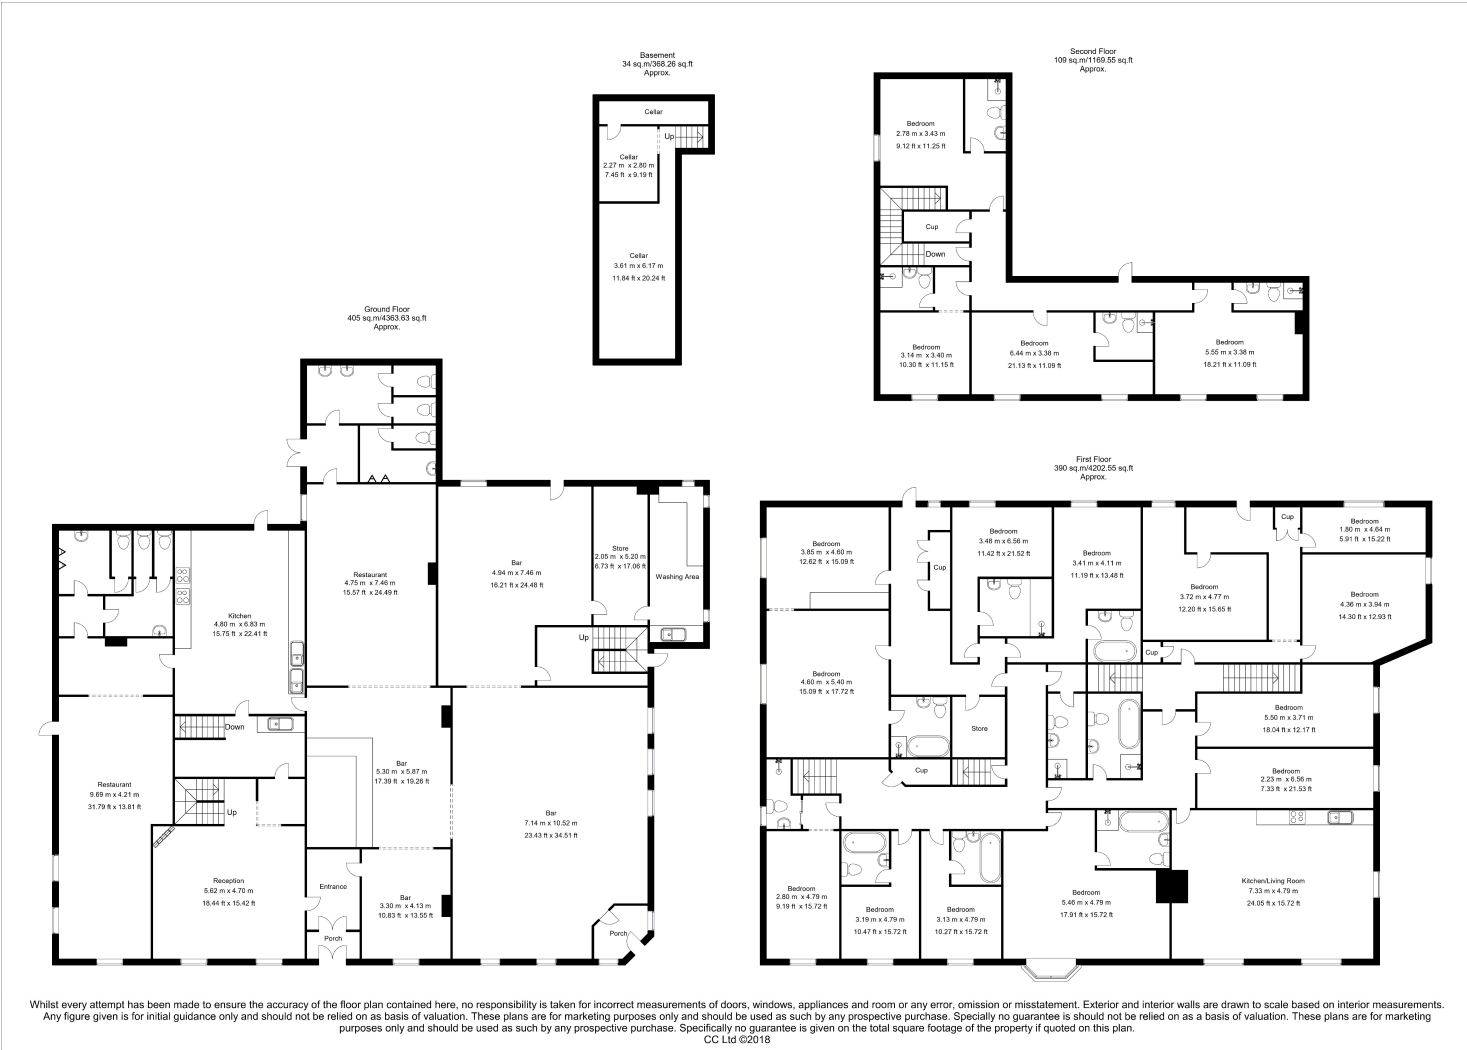 Basement
34 sq.m/368.26 sq.ft
Approx.
Cellar
Up
Cellar
2.27 m x 2.80 m
7.45 ft x 9.19 ft
Cellar
3.61 m x 6.17 m
11.84 ft x 20.24 ft
Second Floor
109 sq.m/1169.55 sq.ft
Approx.
Bedroom
2.78 m x 3.43 m
9.12 ft x 11.25 ft
Cup
Down
Bedroom
3.14 m x 3.40 m
10.30 ft x 11.15 ft
Bedroom
6.44 m x 3.38 m
21.13 ft x 11.09 ft
Bedroom
5.55 m x 3.38 m
18.21 ft x 11.09 ft
Ground Floor
405 sq.m/4363.63 sq.ft
Approx.
Restaurant
4.75 m x 7.46 m
15.57 ft x 24.49 ft
Bar
4.94 m x 7.46 m
16.21 ft x 24.48 ft
Store
2.05 m x 5.20 m
6.73 ft x 17.06 ft
Washing Area
Kitchen
4.80 m x 6.83 m
15.75 ft x 22.41 ft
Up
Down
Restaurant
9.69 m x 4.21 m
31.79 ft x 13.81 ft
Bar
5.30 m x 5.87 m
17.39 ft x 19.26 ft
Up
Bar
7.14 m x 10.52 m
23.43 ft x 34.51 ft
Reception
5.62 m x 4.70 m
18.44 ft x 15.42 ft
Entrance
Bar
3.30 m x 4.13 m
10.83 ft x 13.55 ft
Porch
Porch
First Floor
390 sq.m/4202.55 sq.ft
Approx.
Bedroom
3.85 m x 4.60 m
12.62 ft x 15.09 ft
Cup
Bedroom
3.48 m x 6.56 m
11.42 ft x 21.52 ft
Bedroom
3.41 m x 4.11 m
11.19 ft x 13.48 ft
Cup
Bedroom
1.80 m x 4.64 m
5.91 ft x 15.22 ft
Bedroom
3.72 m x 4.77 m
12.20 ft x 15.65 ft
Bedroom
4.36 m x 3.94 m
14.30 ft x 12.93 ft
Bedroom
4.60 m x 5.40 m
15.09 ft x 17.72 ft
Cup
Store
Bedroom
5.50 m x 3.71 m
18.04 ft x 12.17 ft
Cup
Bedroom
2.23 m x 6.56 m
7.33 ft x 21.53 ft
Bedroom
2.80 m x 4.79 m
9.19 ft x 15.72 ft
Bedroom
3.19 m x 4.79 m
10.47 ft x 15.72 ft
Bedroom
3.13 m x 4.79 m
10.27 ft x 15.72 ft
Bedroom
5.46 m x 4.79 m
17.91 ft x 15.72 ft
Kitchen/Living Room
7.33 m x 4.79 m
24.05 ft x 15.72 ft
Whilst every attempt has been made to ensure the accuracy of the floor plan contained here, no responsibility is taken for incorrect measurements of doors, windows, appliances and room or any error, omission or misstatement. Exterior and interior walls are drawn to scale based on interior measurements.
Any figure given is for initial guidance only and should not be relied on as basis of valuation. These plans are for marketing purposes only and should be used as such by any prospective purchase. Specially no guarantee is should not be relied on as a basis of valuation. These plans are for marketing
purposes only and should be used as such by any prospective purchase. Specifically no guarantee is given on the total square footage of the property if quoted on this plan.
CC Ltd ©2018